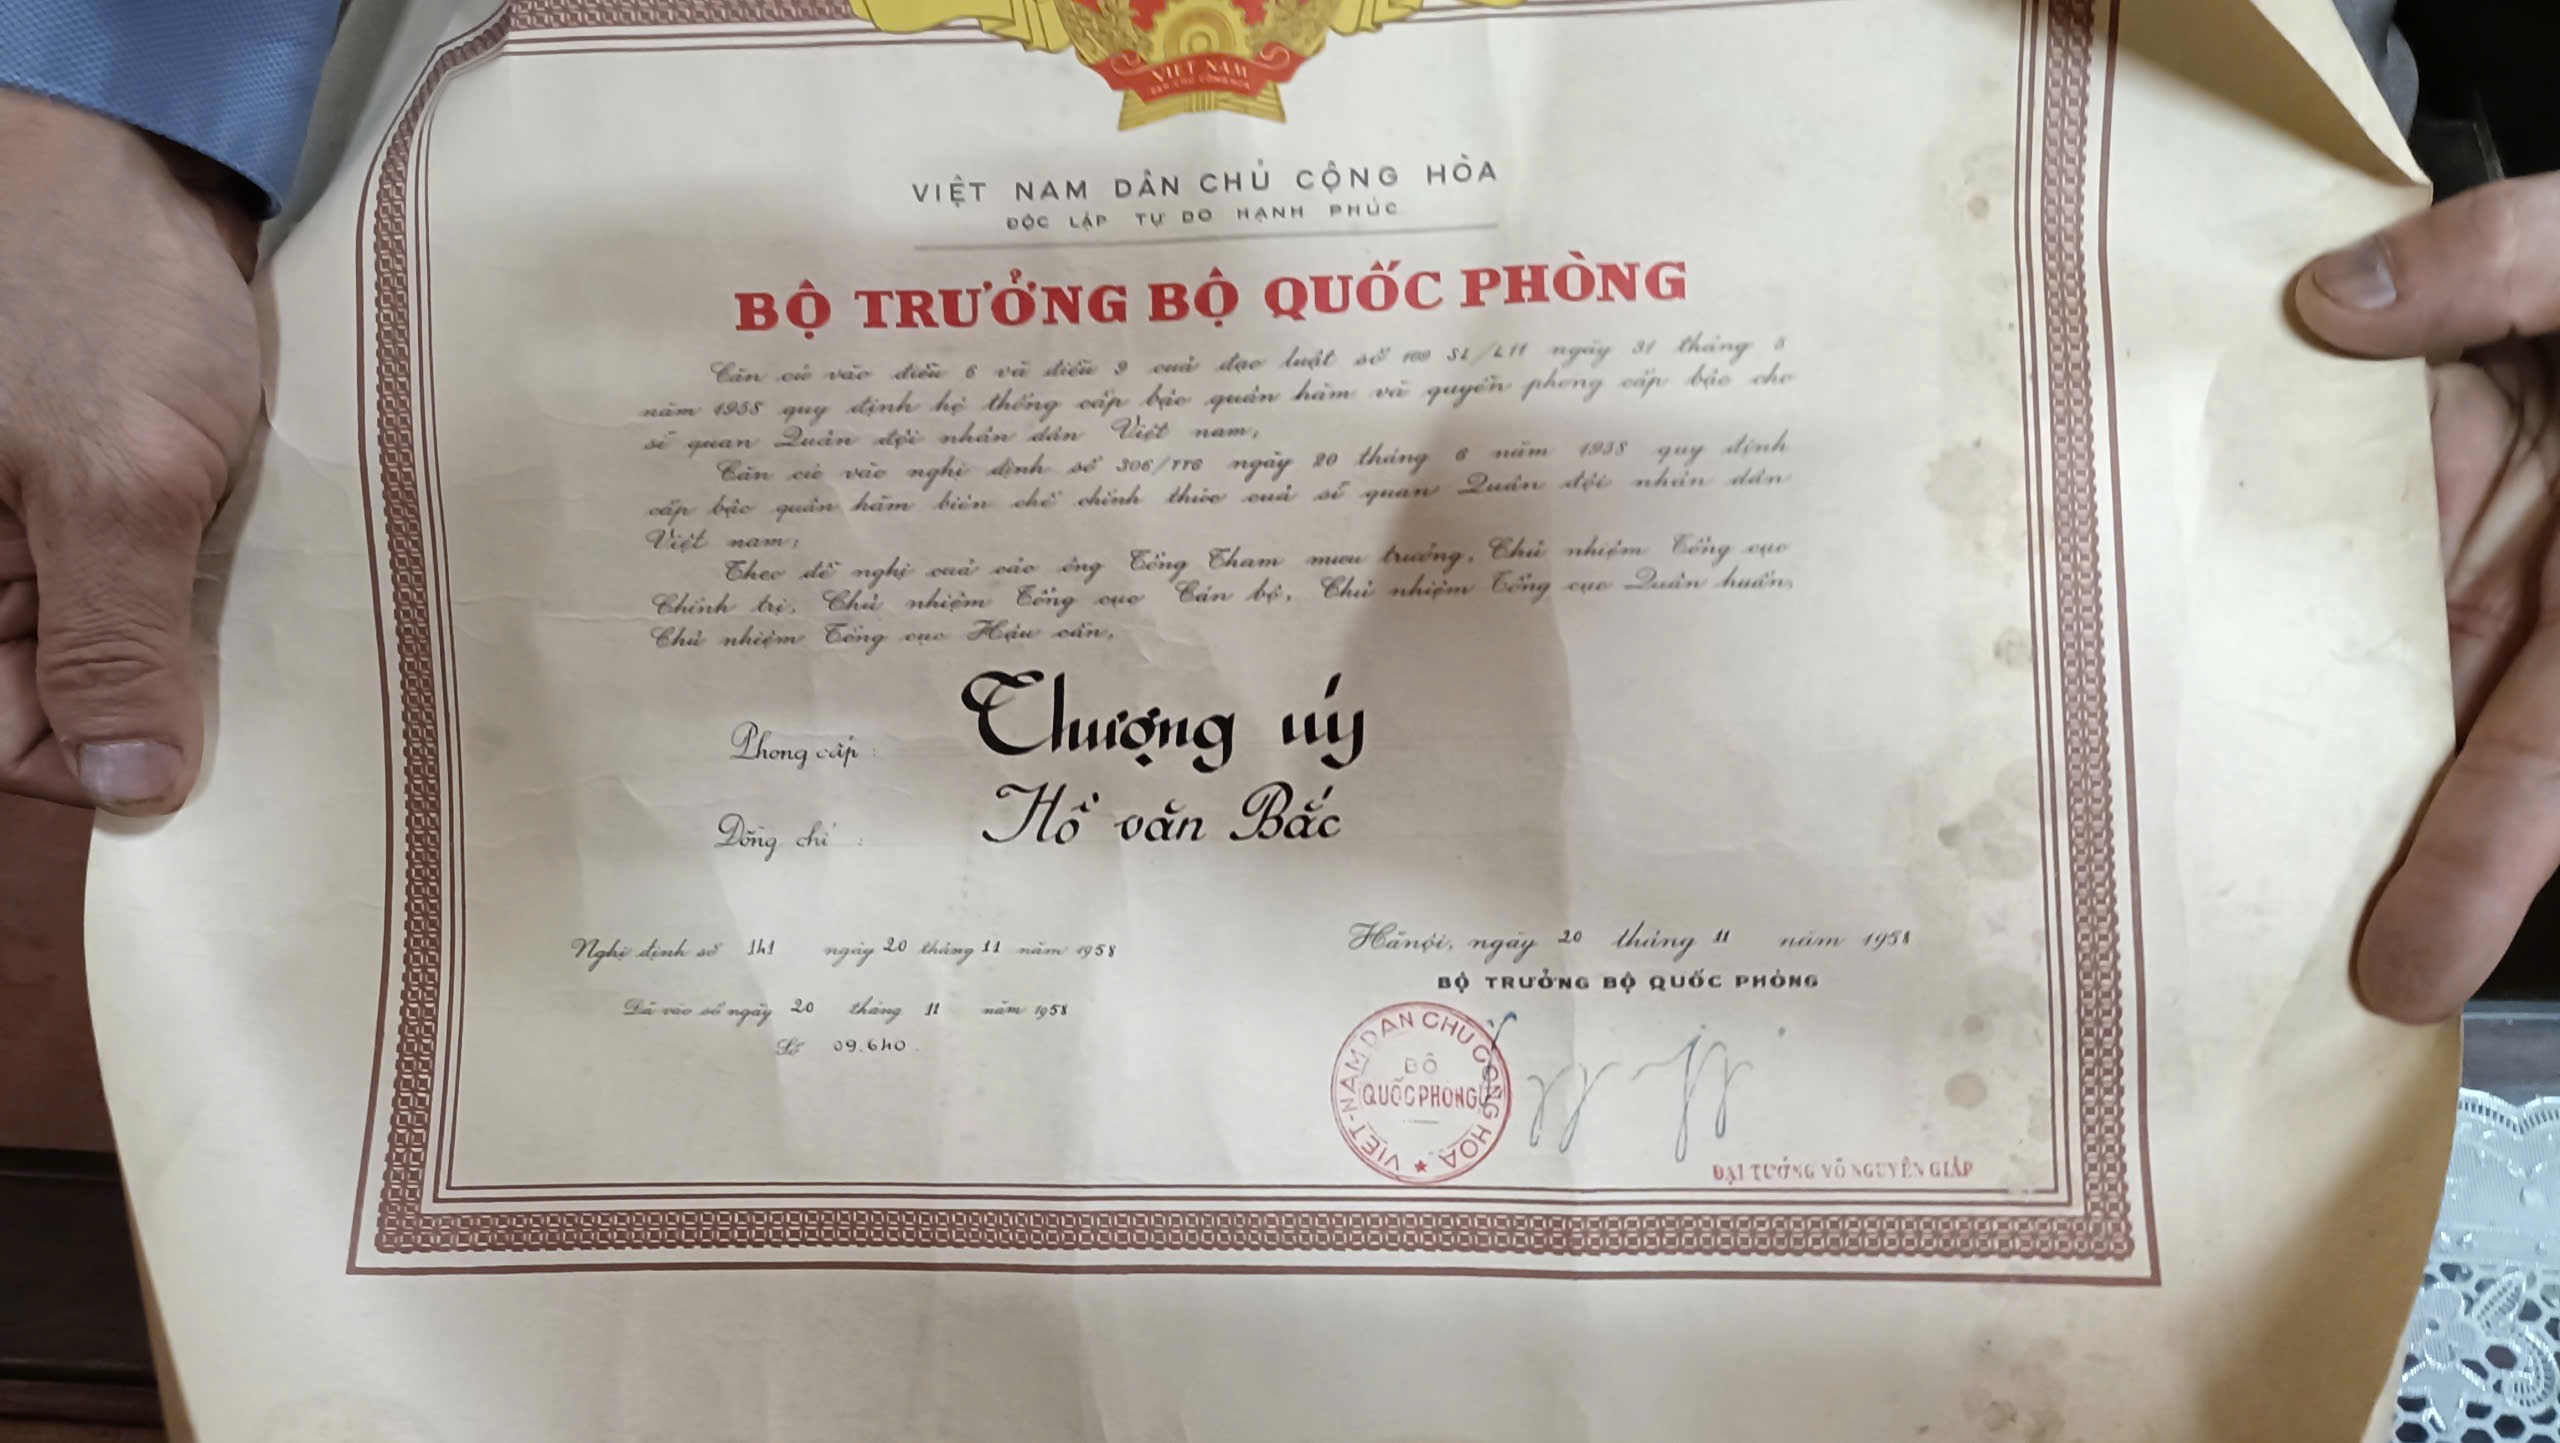 VIỆT NAM
DÂN CHỦ CỘNG HÒA
VIỆT NAM DÂN CHỦ CỘNG HÒA
ĐỘC LẬP TỰ DO HẠNH PHÚC
BỘ TRƯỞNG BỘ QUỐC PHÒNG
Căn cứ vào điều 6 và điều 9 cuả đạo luật số 109 SL/L11 ngày 31 tháng 5
năm 1958 quy định hệ thống cấp bậc quân hàm và quyền phong cấp bậc cho
sĩ quan Quân đội nhân dân Việt nam;
Căn cứ vào nghị định số 306/TTG ngày 20 tháng 6 năm 1958 quy định
cấp bậc quân hàm biên chế chính thức cuả sĩ quan Quân đội nhân dân
Việt nam;
Theo đề nghị cuả các ông Tổng Tham mưu trưởng, Chủ nhiệm Tổng cục
Chính trị, Chủ nhiệm Tổng cục Cán bộ, Chủ nhiệm Tổng cục Quân huấn,
Chủ nhiệm Tổng cục Hậu cần,
Phong cấp : Thượng úy
Đồng chí : Hồ văn Bắc
Nghị định số 141 ngày 20 tháng 11 năm 1958
Đã vào sổ ngày 20 tháng 11 năm 1958
Số 09.640
Hànội, ngày 20 tháng 11 năm 1958
BỘ TRƯỞNG BỘ QUỐC PHÒNG
VIỆT-NAM DÂN CHỦ CỘNG HÒA
BỘ
QUỐC PHÒNG
ĐẠI TƯỚNG VÕ NGUYÊN GIÁP